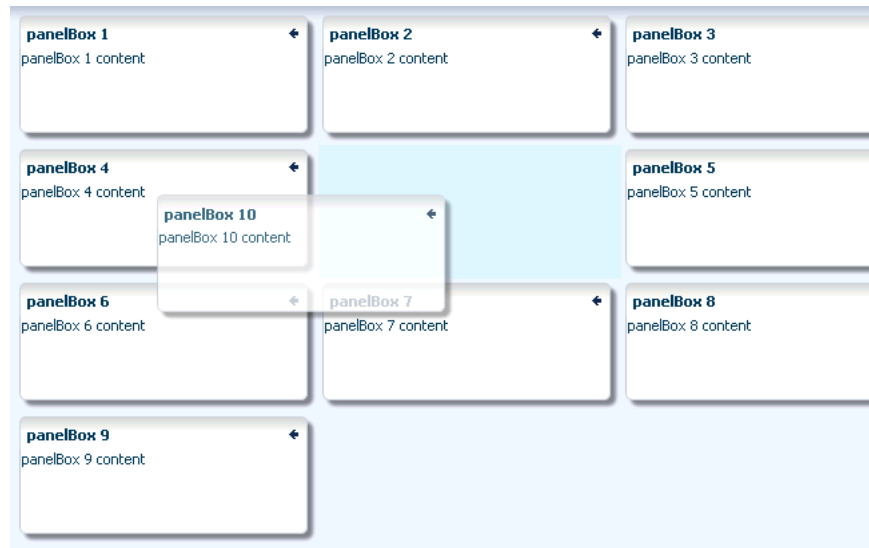 panelBox 1
panelBox 1 content
panelBox 2
panelBox 2 content
panelBox 3
panelBox 3 content
panelBox 4
panelBox 4 content
panelBox 10
panelBox 10 content
panelBox 5
panelBox 5 content
panelBox 6
panelBox 6 content
panelBox 7
panelBox 7 content
panelBox 8
panelBox 8 content
panelBox 9
panelBox 9 content